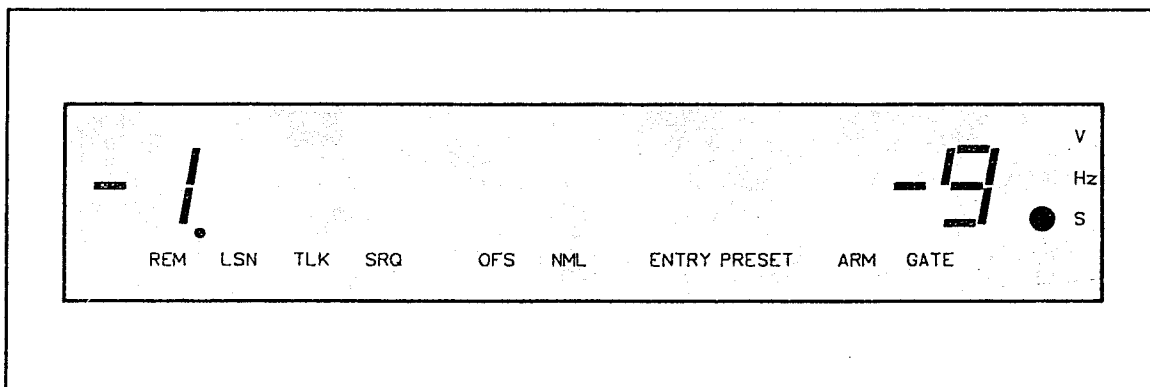 V
-1. -9
Hz
S
REM LSN TLK SRQ OFS NML ENTRY PRESET ARM GATE